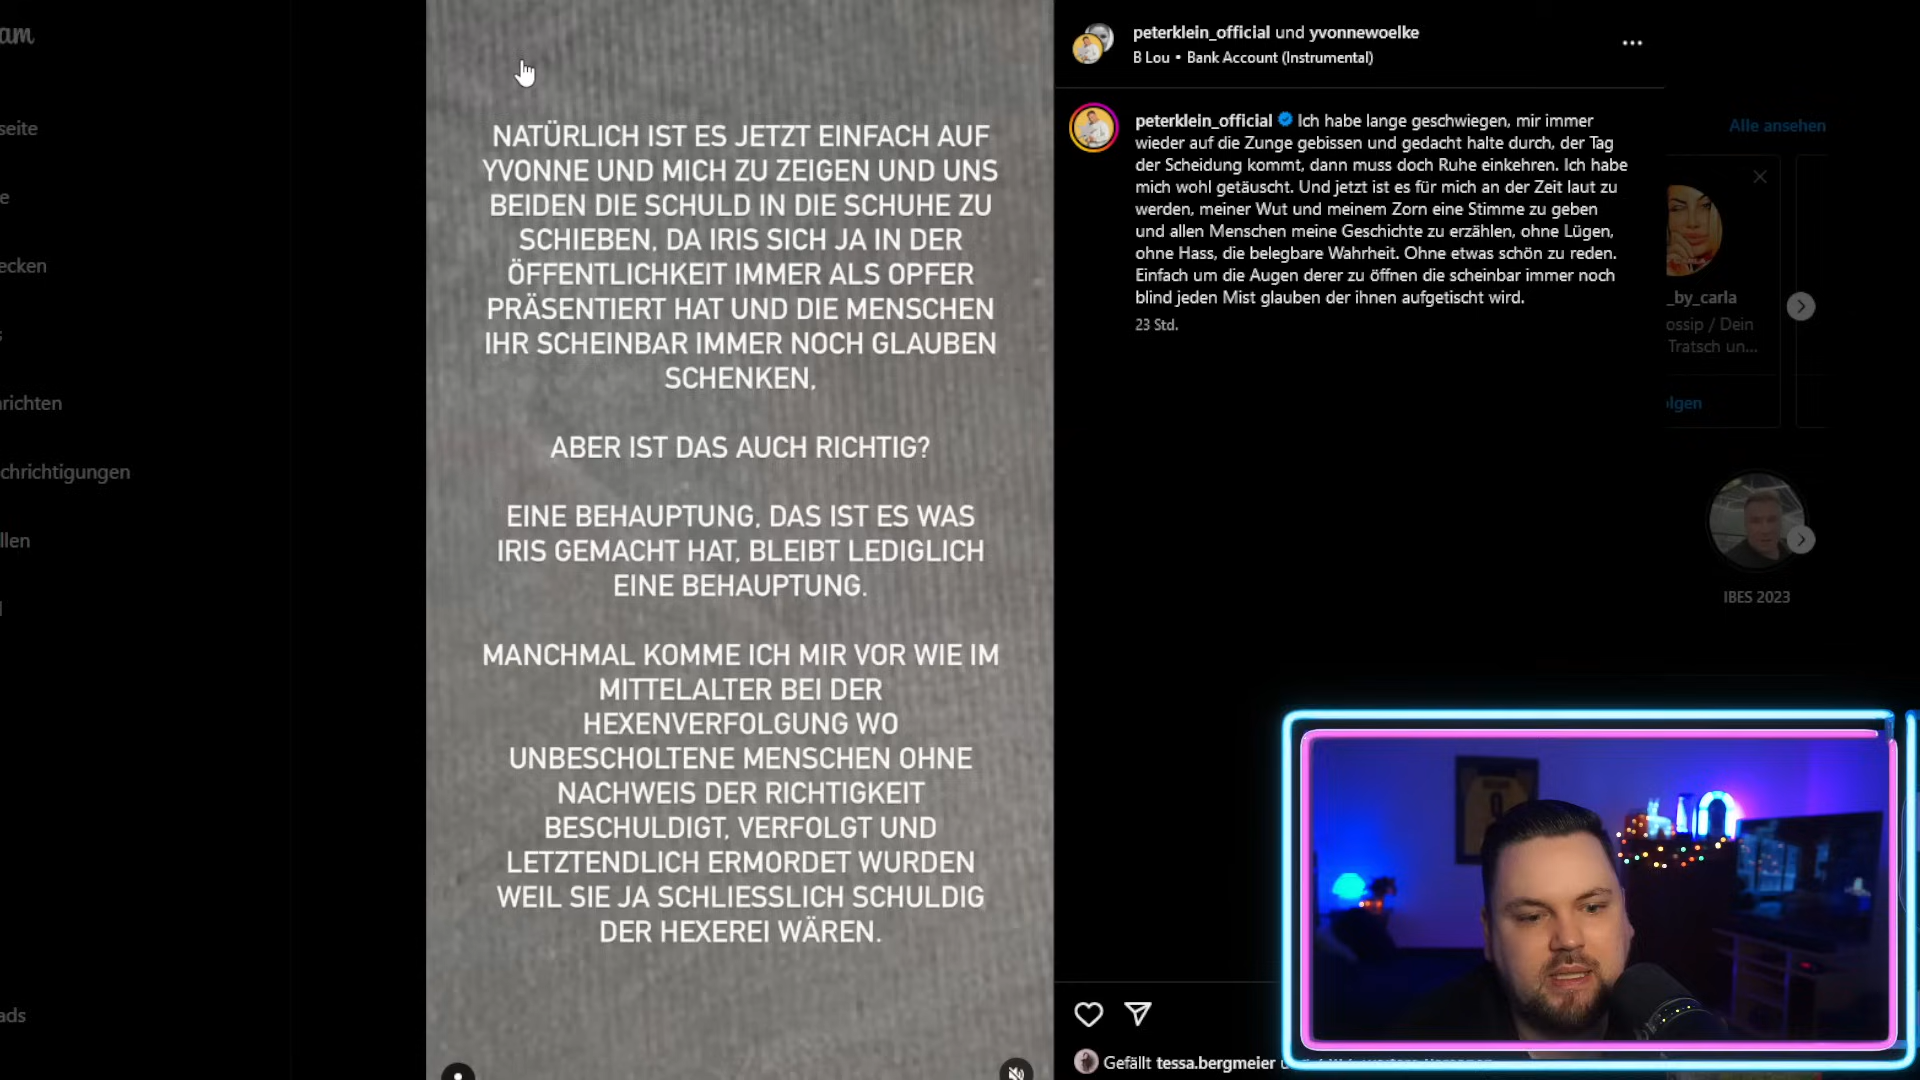 am
seite
e
ecken
s
richten
chrichtigungen
llen
l
ads
NATÜRLICH IST ES JETZT EINFACH AUF
YVONNE UND MICH ZU ZEIGEN UND UNS
BEIDEN DIE SCHULD IN DIE SCHUHE ZU
SCHIEBEN, DA IRIS SICH JA IN DER
ÖFFENTLICHKEIT IMMER ALS OPFER
PRÄSENTIERT HAT UND DIE MENSCHEN
IHR SCHEINBAR IMMER NOCH GLAUBEN
SCHENKEN,
ABER IST DAS AUCH RICHTIG?
EINE BEHAUPTUNG, DAS IST ES WAS
IRIS GEMACHT HAT, BLEIBT LEDIGLICH
EINE BEHAUPTUNG.
MANCHMAL KOMME ICH MIR VOR WIE IM
MITTELALTER BEI DER
HEXENVERFOLGUNG WO
UNBESCHOLTENE MENSCHEN OHNE
NACHWEIS DER RICHTIGKEIT
BESCHULDIGT, VERFOLGT UND
LETZTENDLICH ERMORDET WURDEN
WEIL SIE JA SCHLIESSLICH SCHULDIG
DER HEXEREI WÄREN.
peterklein_official und yvonnewoelke
B Lou • Bank Account (Instrumental)
peterklein_official Ich habe lange geschwiegen, mir immer
wieder auf die Zunge gebissen und gedacht halte durch, der Tag
der Scheidung kommt, dann muss doch Ruhe einkehren. Ich habe
mich wohl getäuscht. Und jetzt ist es für mich an der Zeit laut zu
werden, meiner Wut und meinem Zorn eine Stimme zu geben
und allen Menschen meine Geschichte zu erzählen, ohne Lügen,
ohne Hass, die belegbare Wahrheit. Ohne etwas schön zu reden.
Einfach um die Augen derer zu öffnen die scheinbar immer noch
blind jeden Mist glauben der ihnen aufgetischt wird.
23 Std.
Gefällt tessa.bergmeier
Alle ansehen
_by_carla
ossip / Dein
Tratsch un...
olgen
IBES 2023